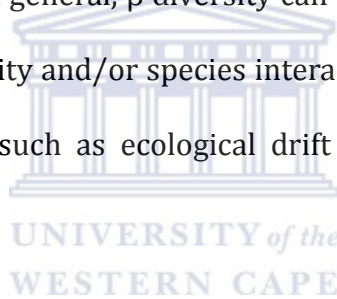 general, β diversity can
ity and/or species intera
such as ecological drift
UNIVERSITY of the
WESTERN CAPE